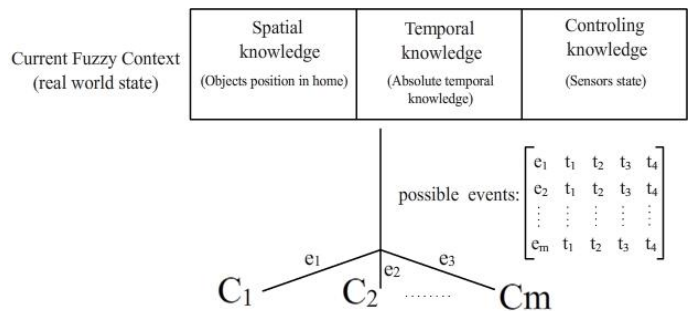 Current Fuzzy Context
(real world state)
Spatial
knowledge
(Objects position in home)
Temporal
knowledge
(Absolute temporal
knowledge)
Controling
knowledge
(Sensors state)
possible events:
e₁ t₁ t₂ t₃ t₄
e₂ t₁ t₂ t₃ t₄
⋮ ⋮ ⋮ ⋮ ⋮
eₘ t₁ t₂ t₃ t₄
e₁ e₂ e₃
C₁ C₂ ........ Cm